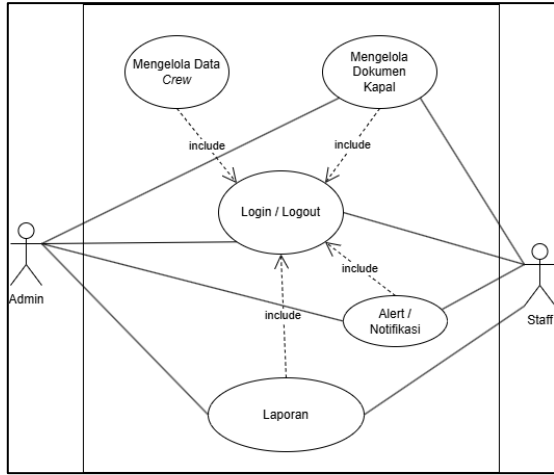 Mengelola Data
Crew
Mengelola
Dokumen
Kapal
include
include
Login / Logout
include
Admin
Alert /
Notifikasi
include
Staff
Laporan